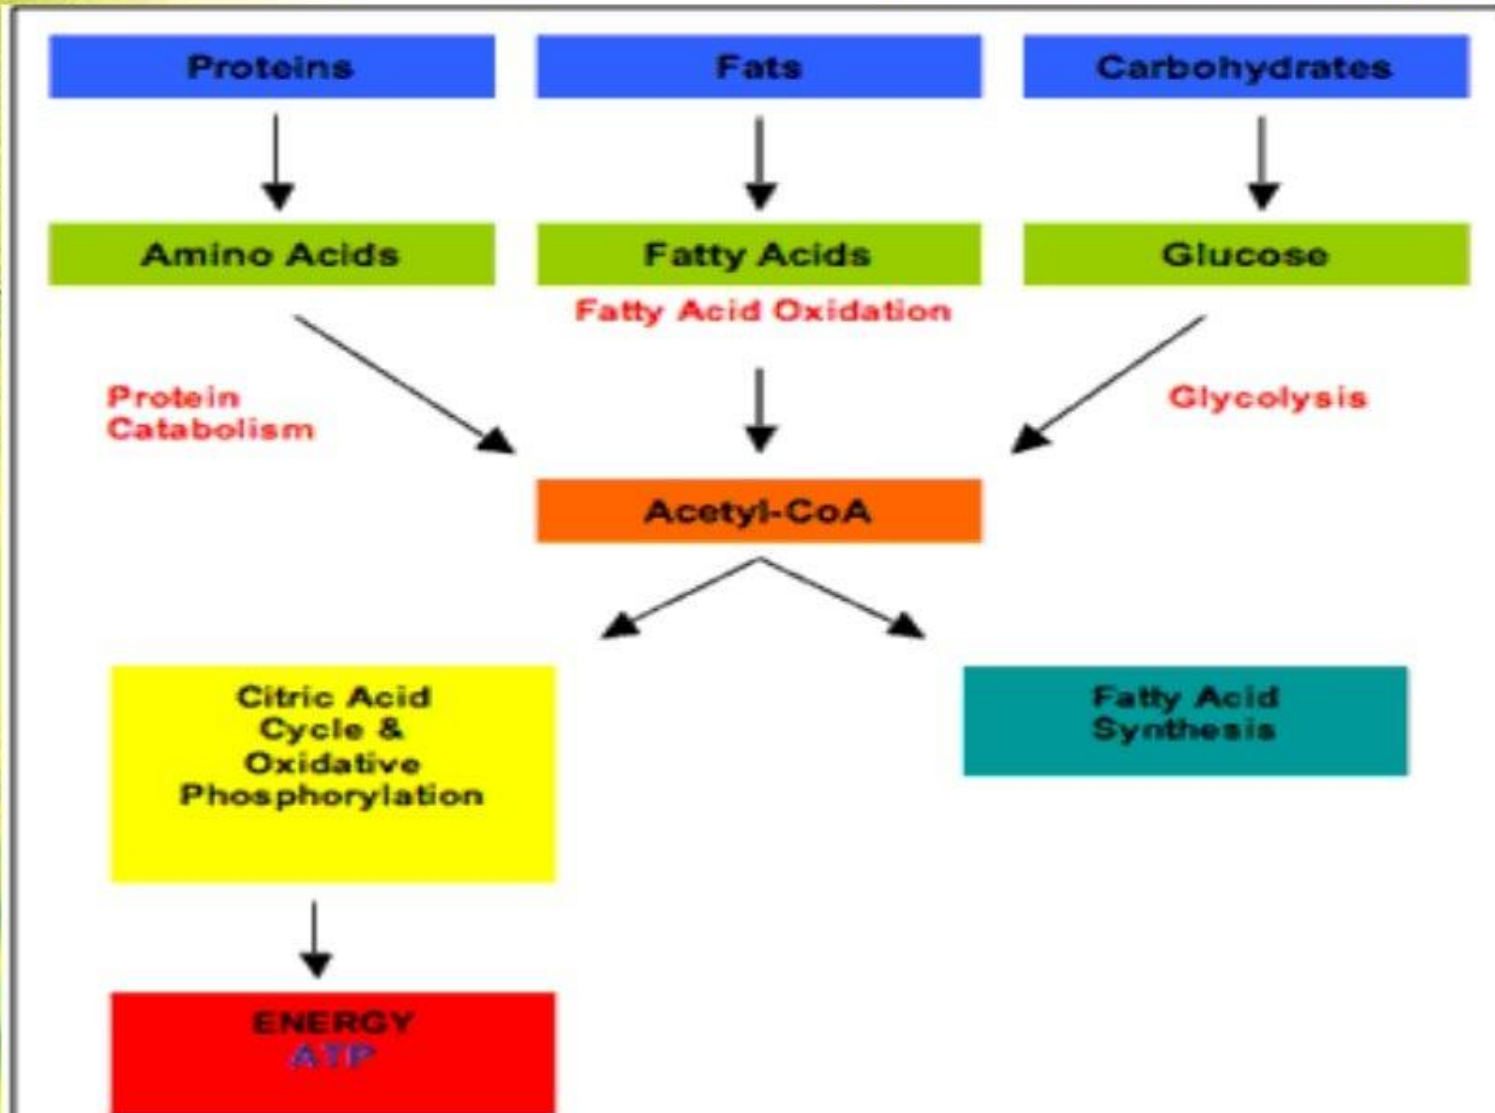 Proteins
Fats
Carbohydrates
Amino Acids
Fatty Acids
Glucose
Fatty Acid Oxidation
Protein
Catabolism
Glycolysis
Acetyl-CoA
Citric Acid
Cycle &
Oxidative
Phosphorylation
Fatty Acid
Synthesis
ENERGY
ATP